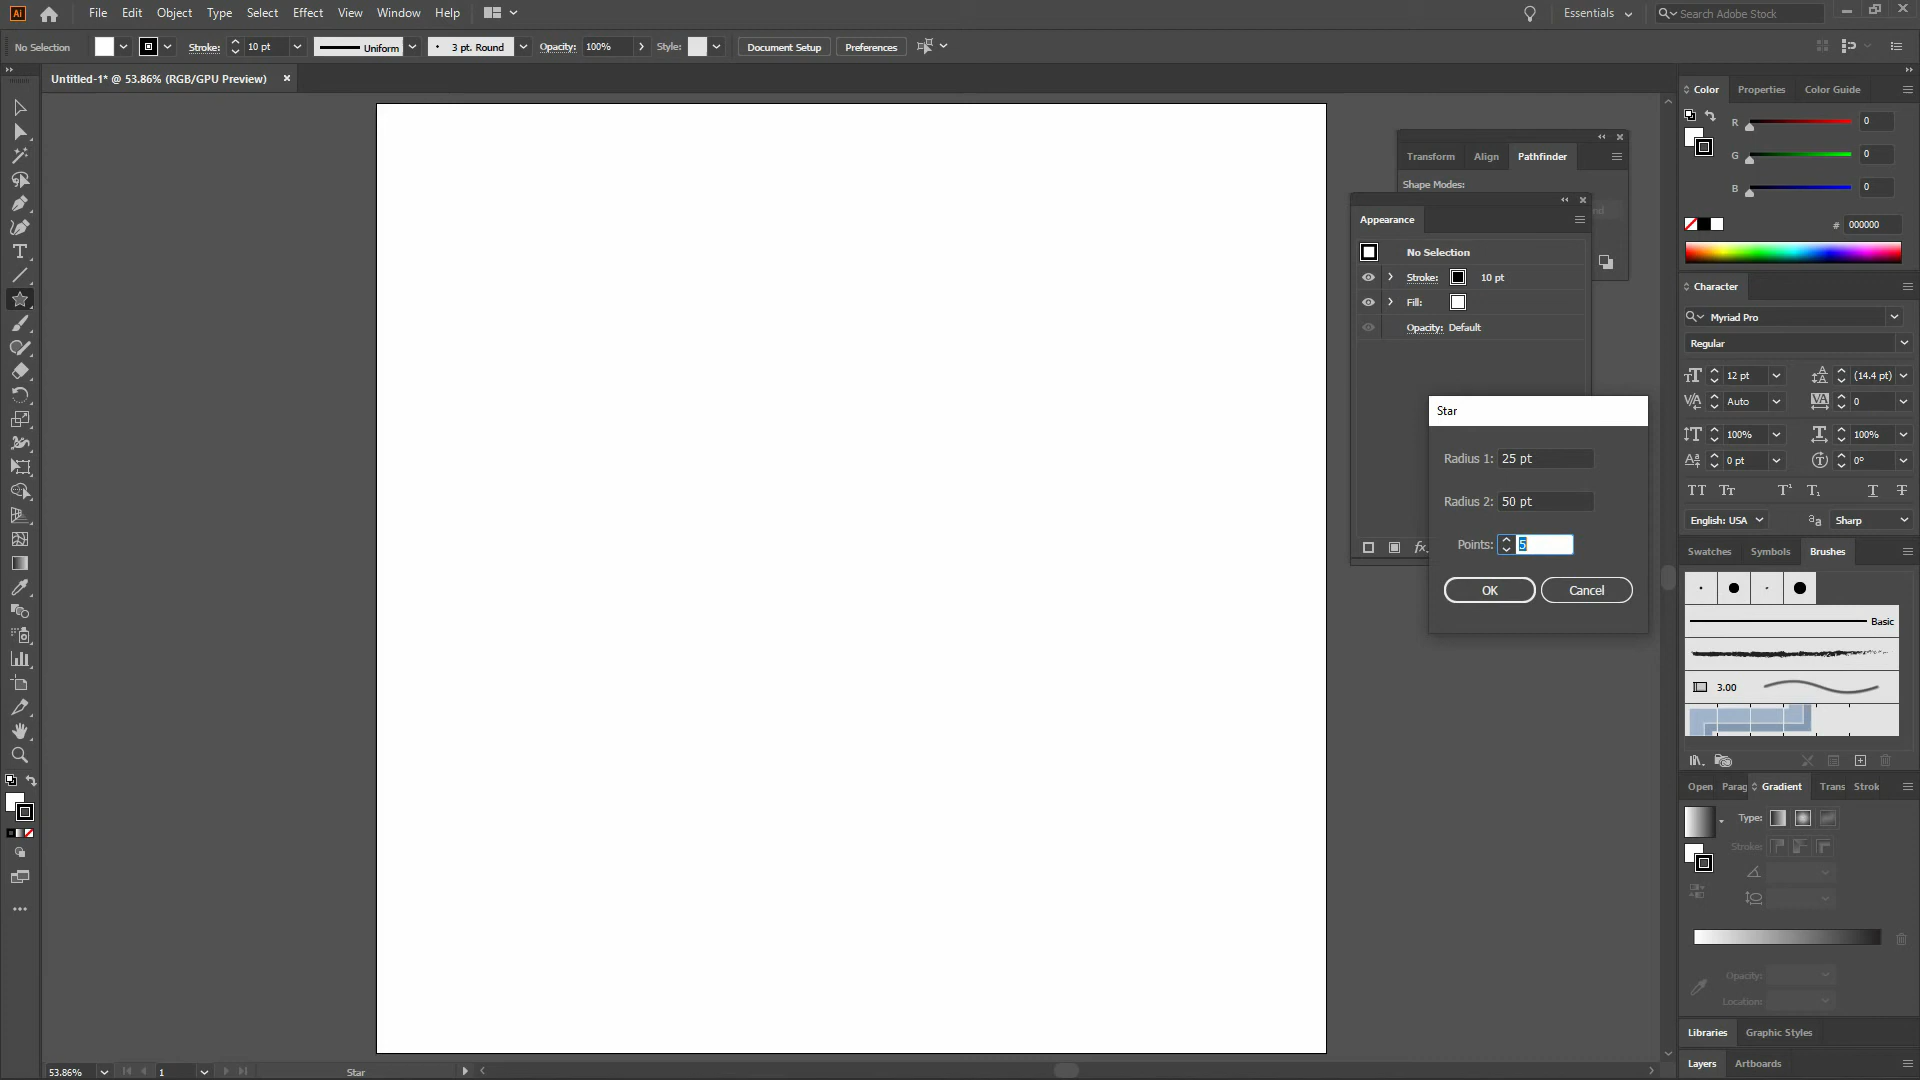 Ai File Edit Object Type Select Effect View Window Help Essentials Search Adobe Stock
No Selection Stroke: 10 pt Uniform 3 pt. Round Opacity: 100% Style: Document Setup Preferences
Untitled-1* @ 53.86% (RGB/GPU Preview)
Color Properties Color Guide
R 0
G 0
B 0
# 000000
Transform Align Pathfinder
Shape Modes:
Appearance
No Selection
Stroke: 10 pt
Fill:
Opacity: Default
fx
Star
Radius 1: 25 pt
Radius 2: 50 pt
Points: 5
OK Cancel
Character
Myriad Pro
Regular
12 pt (14.4 pt)
Auto 0
100% 100%
0 pt 0°
English: USA Sharp
Swatches Symbols Brushes
Basic
3.00
Open Parag Gradient Trans Strok
Type:
Stroke:
Opacity:
Location:
Libraries Graphic Styles
Layers Artboards
53.86% 1 Star